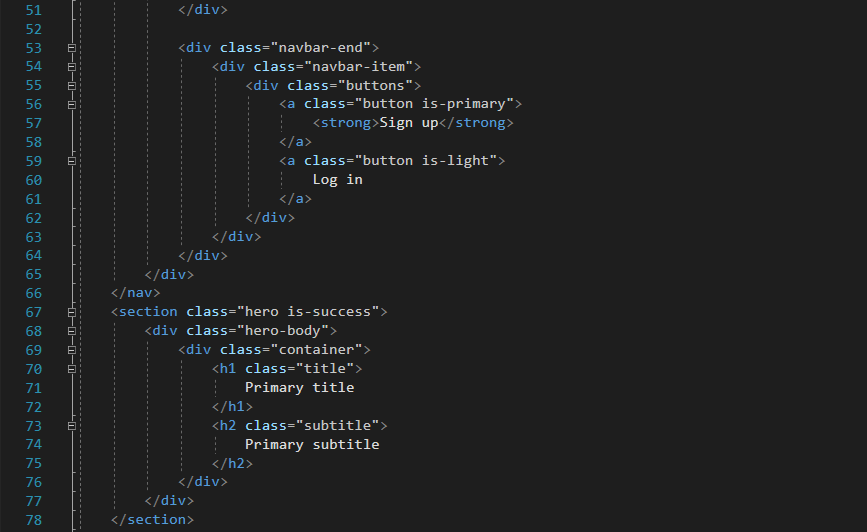 51 </div>
52
53 <div class="navbar-end">
54 <div class="navbar-item">
55 <div class="buttons">
56 <a class="button is-primary">
57 <strong>Sign up</strong>
58 </a>
59 <a class="button is-light">
60 Log in
61 </a>
62 </div>
63 </div>
64 </div>
65 </div>
66 </nav>
67 <section class="hero is-success">
68 <div class="hero-body">
69 <div class="container">
70 <h1 class="title">
71 Primary title
72 </h1>
73 <h2 class="subtitle">
74 Primary subtitle
75 </h2>
76 </div>
77 </div>
78 </section>